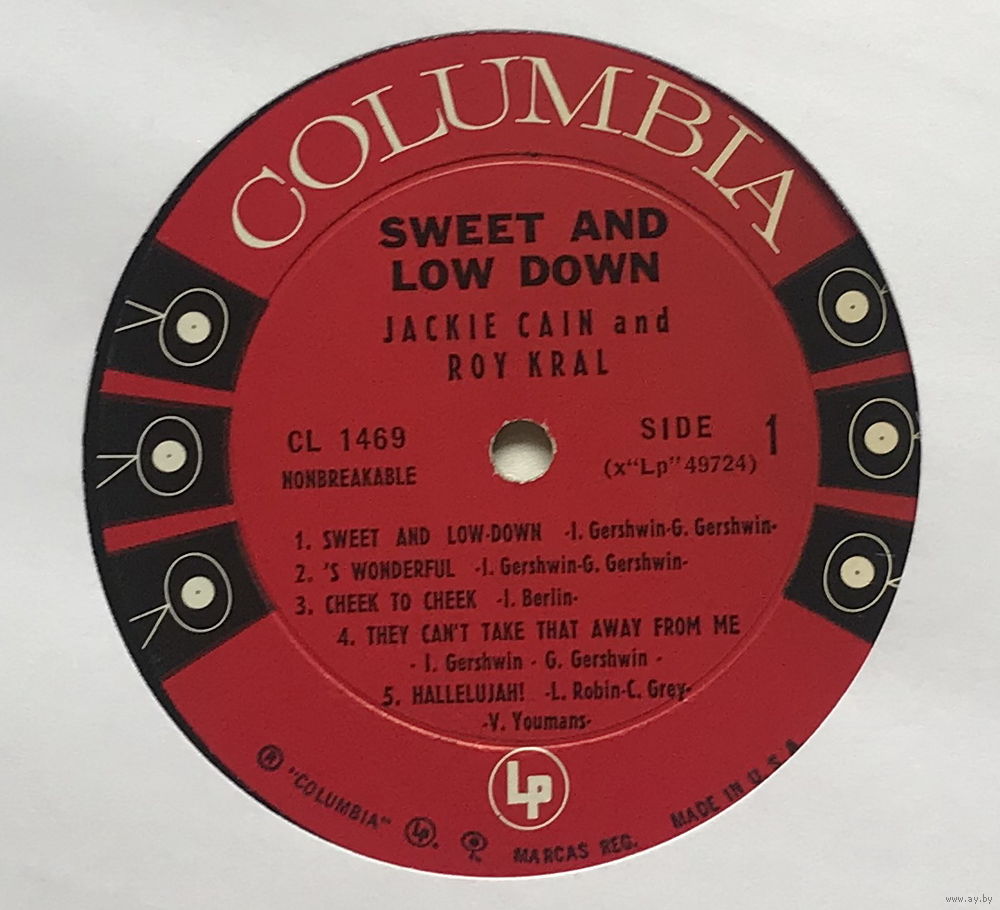 COLUMBIA
SWEET AND
LOW DOWN
JACKIE CAIN and
ROY KRAL
CL 1469
NONBREAKABLE
SIDE 1
(x"Lp" 49724)
1. SWEET AND LOW-DOWN -I. Gershwin-G. Gershwin-
2. 'S WONDERFUL -I. Gershwin-G. Gershwin-
3. CHEEK TO CHEEK -I. Berlin-
4. THEY CAN'T TAKE THAT AWAY FROM ME
- I. Gershwin - G. Gershwin -
5. HALLELUJAH! -L. Robin-C. Grey-
-V. Youmans-
Lp
® "COLUMBIA" Lp. MARCAS REG. MADE IN U S A
www.ay.by